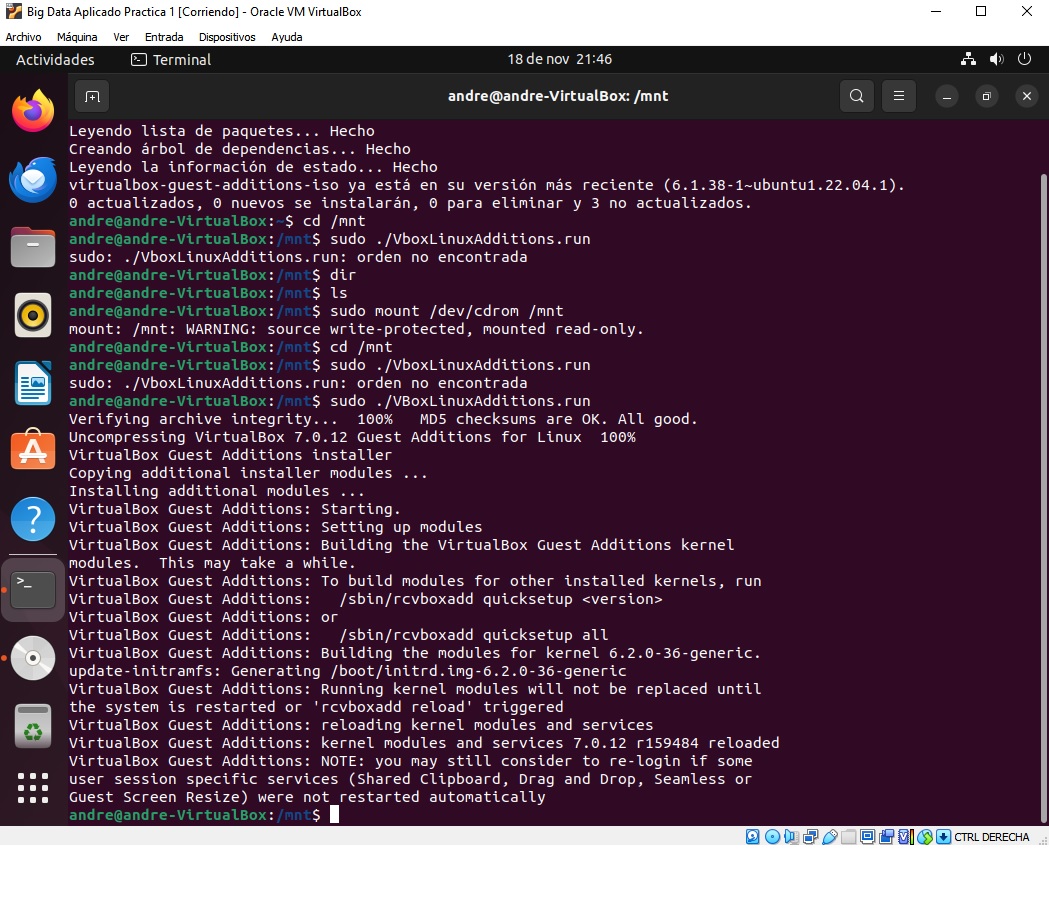 Big Data Aplicado Practica 1 [Corriendo] - Oracle VM VirtualBox
Archivo Máquina Ver Entrada Dispositivos Ayuda
Actividades Terminal 18 de nov 21:46
andre@andre-VirtualBox: /mnt
Leyendo lista de paquetes... Hecho
Creando árbol de dependencias... Hecho
Leyendo la información de estado... Hecho
virtualbox-guest-additions-iso ya está en su versión más reciente (6.1.38-1~ubuntu1.22.04.1).
0 actualizados, 0 nuevos se instalarán, 0 para eliminar y 3 no actualizados.
andre@andre-VirtualBox:~$ cd /mnt
andre@andre-VirtualBox:/mnt$ sudo ./VboxLinuxAdditions.run
sudo: ./VboxLinuxAdditions.run: orden no encontrada
andre@andre-VirtualBox:/mnt$ dir
andre@andre-VirtualBox:/mnt$ ls
andre@andre-VirtualBox:/mnt$ sudo mount /dev/cdrom /mnt
mount: /mnt: WARNING: source write-protected, mounted read-only.
andre@andre-VirtualBox:/mnt$ cd /mnt
andre@andre-VirtualBox:/mnt$ sudo ./VboxLinuxAdditions.run
sudo: ./VboxLinuxAdditions.run: orden no encontrada
andre@andre-VirtualBox:/mnt$ sudo ./VBoxLinuxAdditions.run
Verifying archive integrity...  100%   MD5 checksums are OK. All good.
Uncompressing VirtualBox 7.0.12 Guest Additions for Linux  100%
VirtualBox Guest Additions installer
Copying additional installer modules ...
Installing additional modules ...
VirtualBox Guest Additions: Starting.
VirtualBox Guest Additions: Setting up modules
VirtualBox Guest Additions: Building the VirtualBox Guest Additions kernel
modules.  This may take a while.
VirtualBox Guest Additions: To build modules for other installed kernels, run
VirtualBox Guest Additions:   /sbin/rcvboxadd quicksetup <version>
VirtualBox Guest Additions: or
VirtualBox Guest Additions:   /sbin/rcvboxadd quicksetup all
VirtualBox Guest Additions: Building the modules for kernel 6.2.0-36-generic.
update-initramfs: Generating /boot/initrd.img-6.2.0-36-generic
VirtualBox Guest Additions: Running kernel modules will not be replaced until
the system is restarted or 'rcvboxadd reload' triggered
VirtualBox Guest Additions: reloading kernel modules and services
VirtualBox Guest Additions: kernel modules and services 7.0.12 r159484 reloaded
VirtualBox Guest Additions: NOTE: you may still consider to re-login if some
user session specific services (Shared Clipboard, Drag and Drop, Seamless or
Guest Screen Resize) were not restarted automatically
andre@andre-VirtualBox:/mnt$
CTRL DERECHA